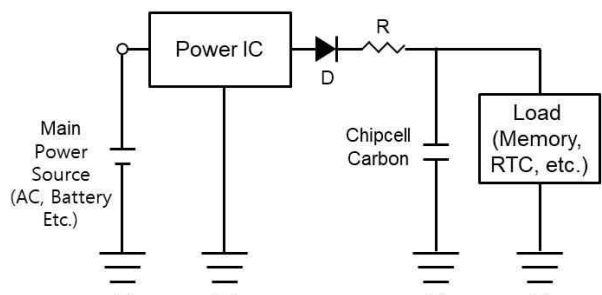 Power IC
D
R
Main
Power
Source
(AC, Battery
Etc.)
Chipcell
Carbon
Load
(Memory,
RTC, etc.)